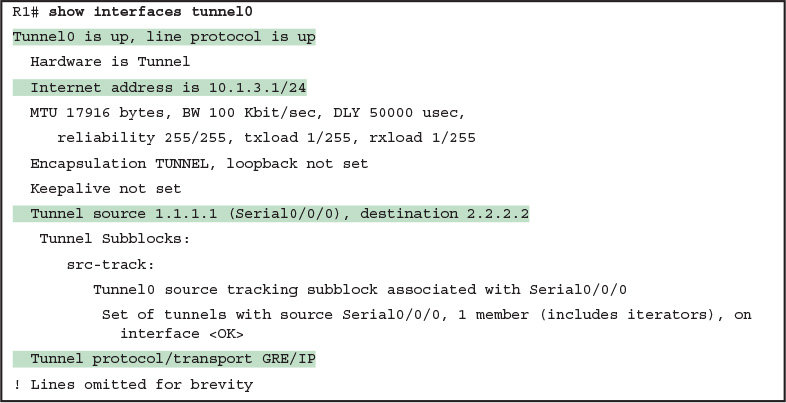 R1# show interfaces tunnel0
Tunnel0 is up, line protocol is up
Hardware is Tunnel
Internet address is 10.1.3.1/24
MTU 17916 bytes, BW 100 Kbit/sec, DLY 50000 usec,
reliability 255/255, txload 1/255, rxload 1/255
Encapsulation TUNNEL, loopback not set
Keepalive not set
Tunnel source 1.1.1.1 (Serial0/0/0), destination 2.2.2.2
Tunnel Subblocks:
src-track:
Tunnel0 source tracking subblock associated with Serial0/0/0
Set of tunnels with source Serial0/0/0, 1 member (includes iterators), on
interface <OK>
Tunnel protocol/transport GRE/IP
! Lines omitted for brevity